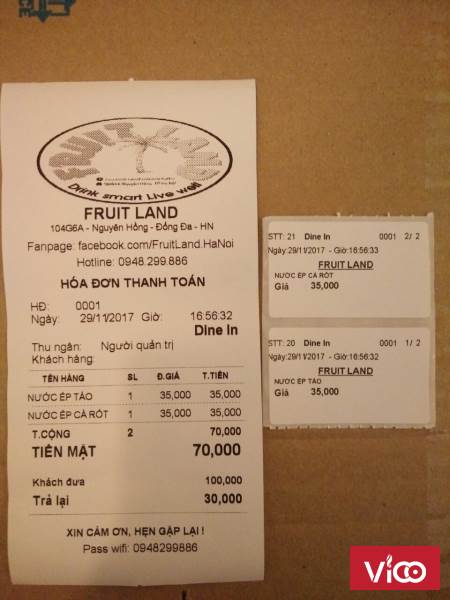 FRUIT LAND
Drink smart Live well
FRUIT LAND
104G6A - Nguyên Hồng - Đống Đa - HN
Fanpage: facebook.com/FruitLand.HaNoi
Hotline: 0948.299.886
HÓA ĐƠN THANH TOÁN
HĐ: 0001
Ngày: 29/11/2017 Giờ: 16:56:32
Dine In
Thu ngân: Người quản trị
Khách hàng:
TÊN HÀNG SL Đ.GIÁ T.TIÊN
NƯỚC ÉP TÁO 1 35,000 35,000
NƯỚC ÉP CÀ RÓT 1 35,000 35,000
T.CỘNG 2 70,000
TIỀN MẶT 70,000
Khách đưa 100,000
Trả lại 30,000
XIN CẢM ƠN, HẸN GẶP LẠI !
Pass wifi: 0948299886
STT: 21 Dine In 0001 2/ 2
Ngày:29/11/2017 - Giờ:16:56:33
FRUIT LAND
NƯỚC ÉP CÀ RÓT
Giá 35,000
STT: 20 Dine In 0001 1/ 2
Ngày:29/11/2017 - Giờ:16:56:32
FRUIT LAND
NƯỚC ÉP TÁO
Giá 35,000
ViCO